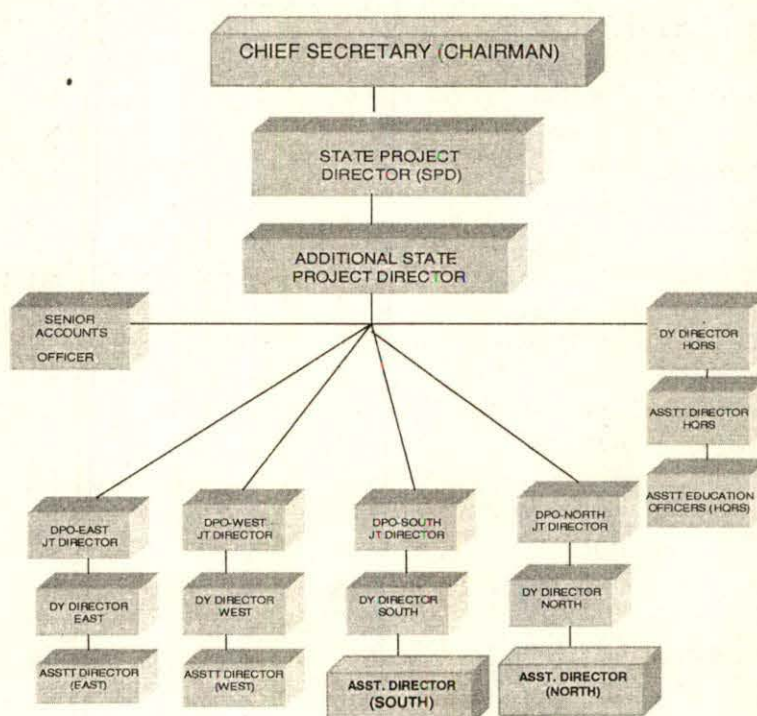 CHIEF SECRETARY (CHAIRMAN)
STATE PROJECT
DIRECTOR (SPD)
ADDITIONAL STATE
PROJECT DIRECTOR
SENIOR
ACCOUNTS
OFFICER
DY DIRECTOR
HQRS
ASSTT DIRECTOR
HQRS
ASSTT EDUCATION
OFFICERS (HQRS)
DPO-EAST
JT DIRECTOR
DPO-WEST
JT DIRECTOR
DPO-SOUTH
JT DIRECTOR
DPO-NORTH
JT DIRECTOR
DY DIRECTOR
EAST
DY DIRECTOR
WEST
DY DIRECTOR
SOUTH
DY DIRECTOR
NORTH
ASSTT DIRECTOR
(EAST)
ASSTT DIRECTOR
(WEST)
ASST. DIRECTOR
(SOUTH)
ASST. DIRECTOR
(NORTH)